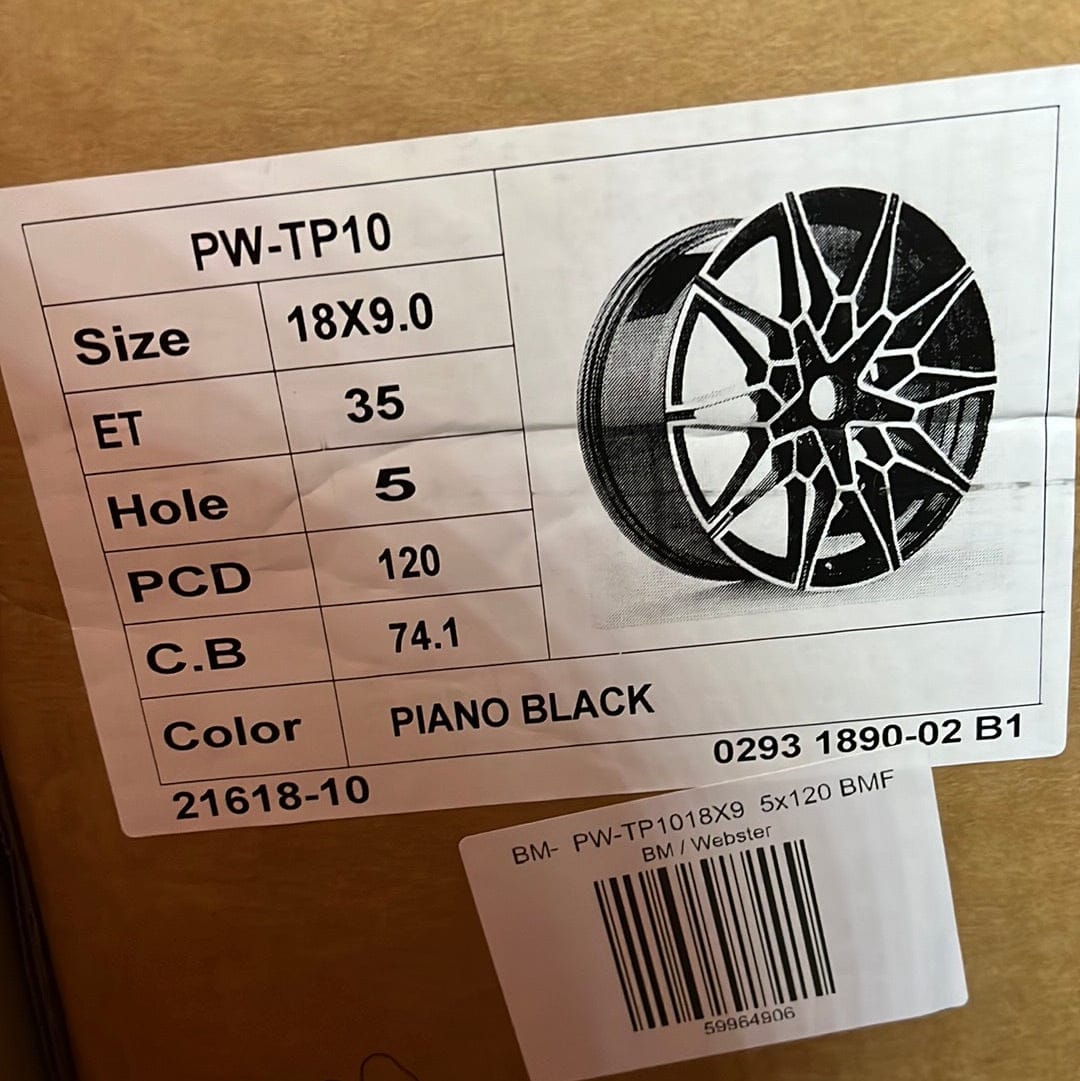 PW-TP10
Size 18X9.0
ET 35
Hole 5
PCD 120
C.B 74.1
Color PIANO BLACK
21618-10 0293 1890-02 B1
BM- PW-TP1018X9 5x120 BMF
BM / Webster
59964906